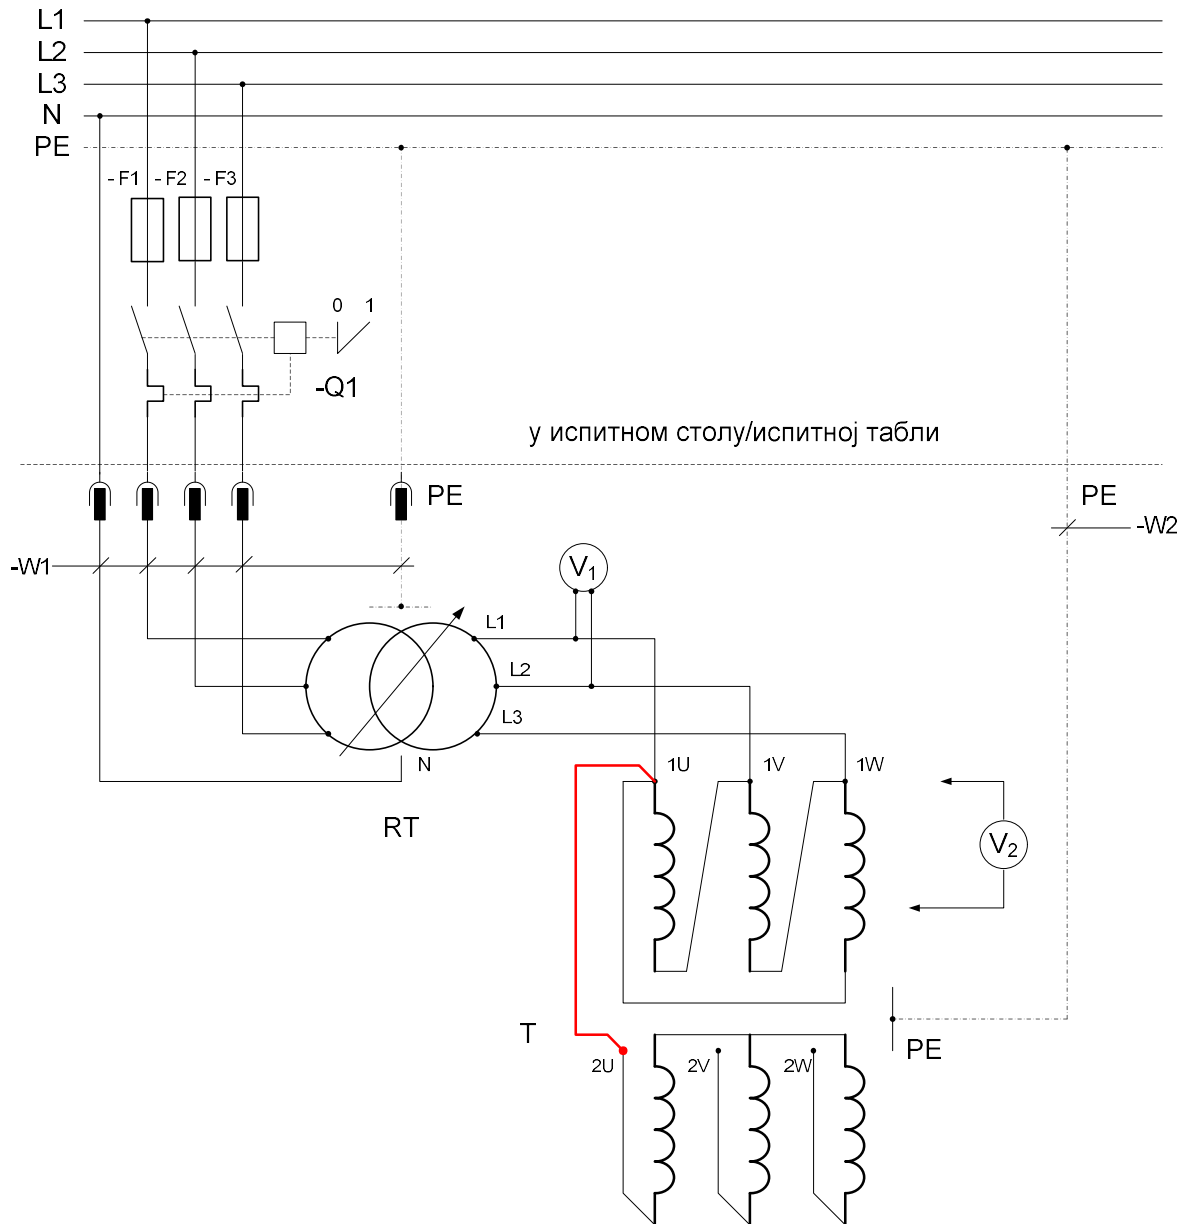 L1
L2
L3
N
PE
-F1 -F2 -F3
0 1
-Q1
у испитном столу/испитној табли
PE
PE
-W2
-W1
V1
L1
L2
L3
N
RT
1U 1V 1W
V2
T
2U 2V 2W
PE